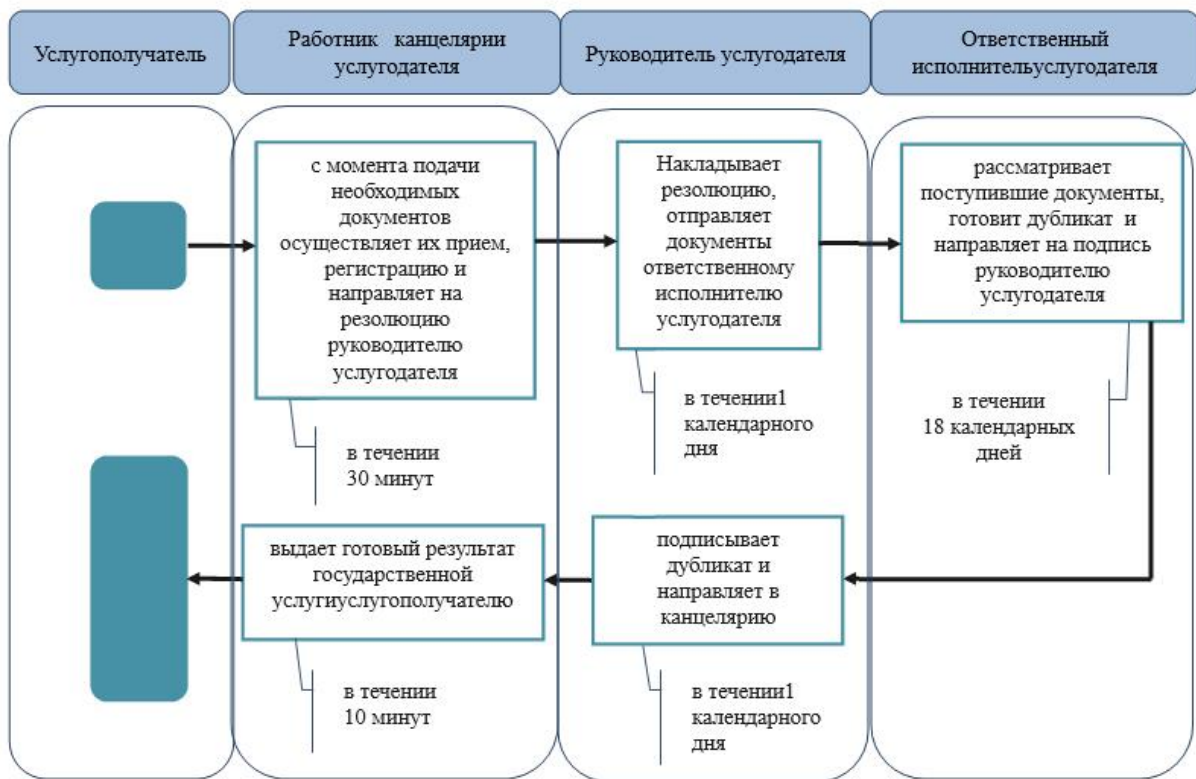 Услугополучатель
Работник канцелярии
услугодателя
Руководитель услугодателя
Ответственный
исполнительуслугодателя
с момента подачи
необходимых
документов
осуществляет их прием,
регистрацию и
направляет на
резолюцию
руководителю
услугодателя
в течении
30 минут
Накладывает
резолюцию,
отправляет
документы
ответственному
исполнителю
услугодателя
в течении1
календарного
дня
рассматривает
поступившие документы,
готовит дубликат и
направляет на подпись
руководителю
услугодателя
в течении
18 календарных
дней
подписывает
дубликат и
направляет в
канцелярию
в течении1
календарного
дня
выдает готовый результат
государственной
услугиуслугополучателю
в течении
10 минут